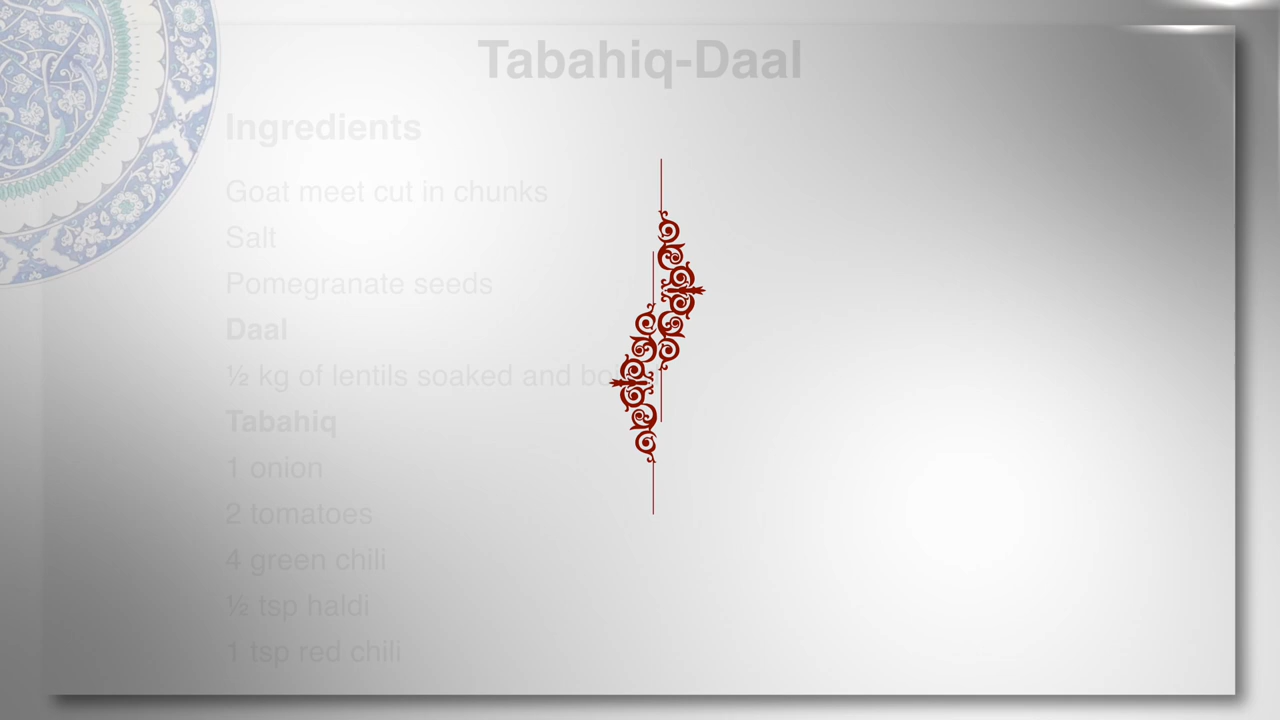 Tabahiq-Daal
Ingredients
Goat meet cut in chunks
Salt
Pomegranate seeds
Daal
½ kg of lentils soaked and
Tabahiq
1 onion
2 tomatoes
4 green chili
½ tsp haldi
1 tsp red chili